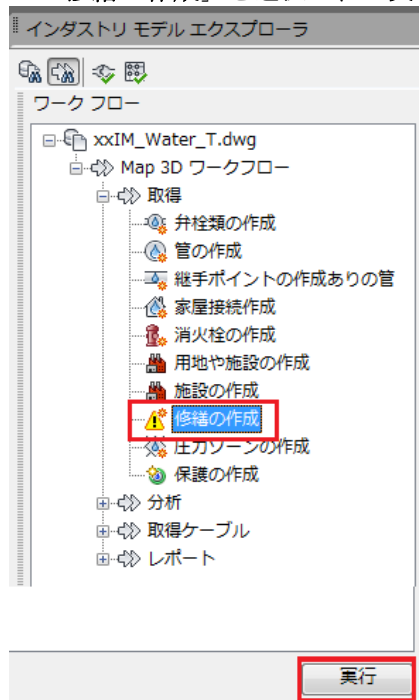 インダストリ モデル エクスプローラ
ワーク フロー
xxIM_Water_T.dwg
Map 3D ワークフロー
取得
弁栓類の作成
管の作成
継手ポイントの作成ありの管
家屋接続作成
消火栓の作成
用地や施設の作成
施設の作成
修繕の作成
圧力ゾーンの作成
保護の作成
分析
取得ケーブル
レポート
実行